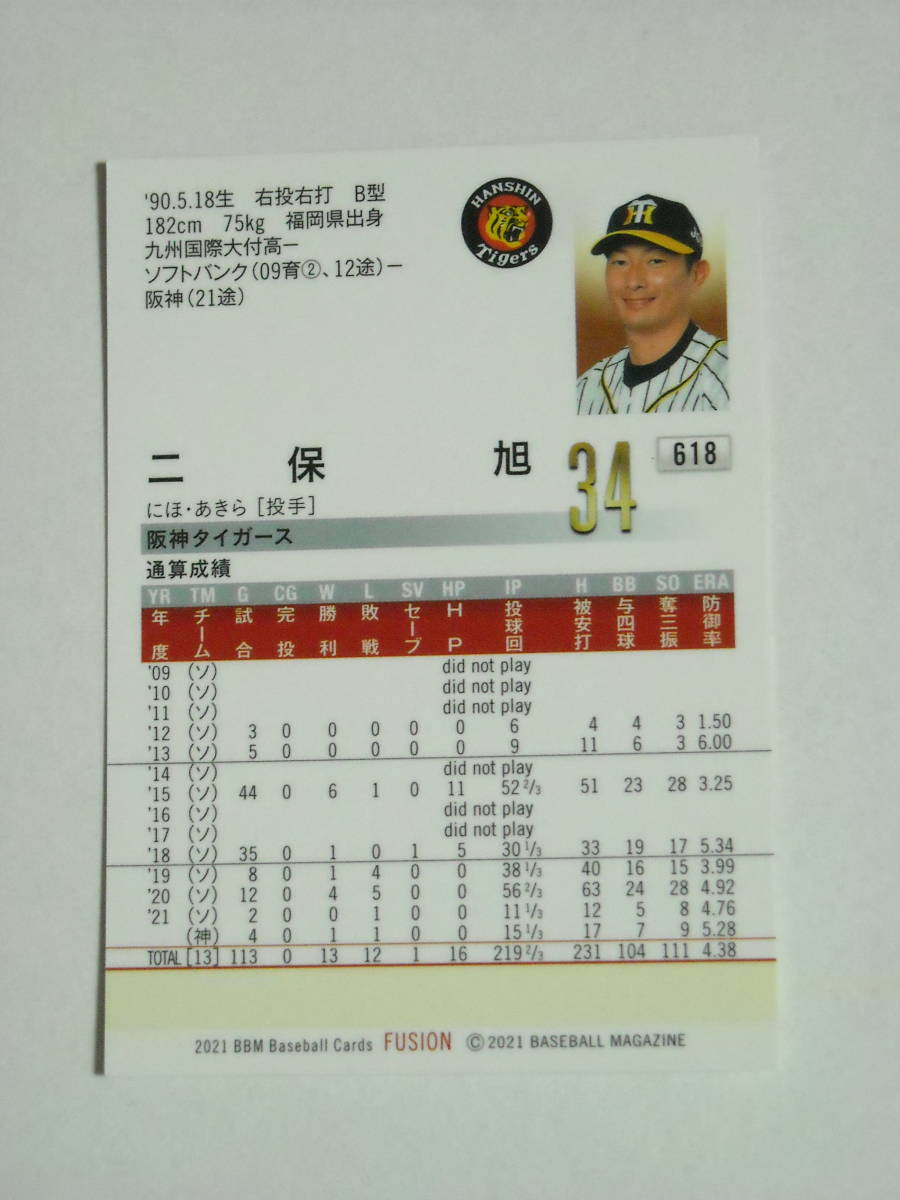 '90.5.18生 右投右打 B型
182cm 75kg 福岡県出身
九州国際大付高ー
ソフトバンク(09育②、12途)ー
阪神(21途)
HANSHIN
Tigers
二保 旭
34
618
にほ・あきら [投手]
阪神タイガース
通算成績
YR TM G CG W L SV HP IP H BB SO ERA
年度 チーム 試合 完投 勝利 敗戦 セーブ HP 投球回 被安打 与四球 奪三振 防御率
'09 (ソ) did not play
'10 (ソ) did not play
'11 (ソ) did not play
'12 (ソ) 3 0 0 0 0 0 6 4 4 3 1.50
'13 (ソ) 5 0 0 0 0 0 9 11 6 3 6.00
'14 (ソ) did not play
'15 (ソ) 44 0 6 1 0 11 52 2/3 51 23 28 3.25
'16 (ソ) did not play
'17 (ソ) did not play
'18 (ソ) 35 0 1 0 1 5 30 1/3 33 19 17 5.34
'19 (ソ) 8 0 1 4 0 0 38 1/3 40 16 15 3.99
'20 (ソ) 12 0 4 5 0 0 56 2/3 63 24 28 4.92
'21 (ソ) 2 0 0 1 0 0 11 1/3 12 5 8 4.76
(神) 4 0 1 1 0 0 15 1/3 17 7 9 5.28
TOTAL [13] 113 0 13 12 1 16 219 2/3 231 104 111 4.38
2021 BBM Baseball Cards FUSION ©2021 BASEBALL MAGAZINE